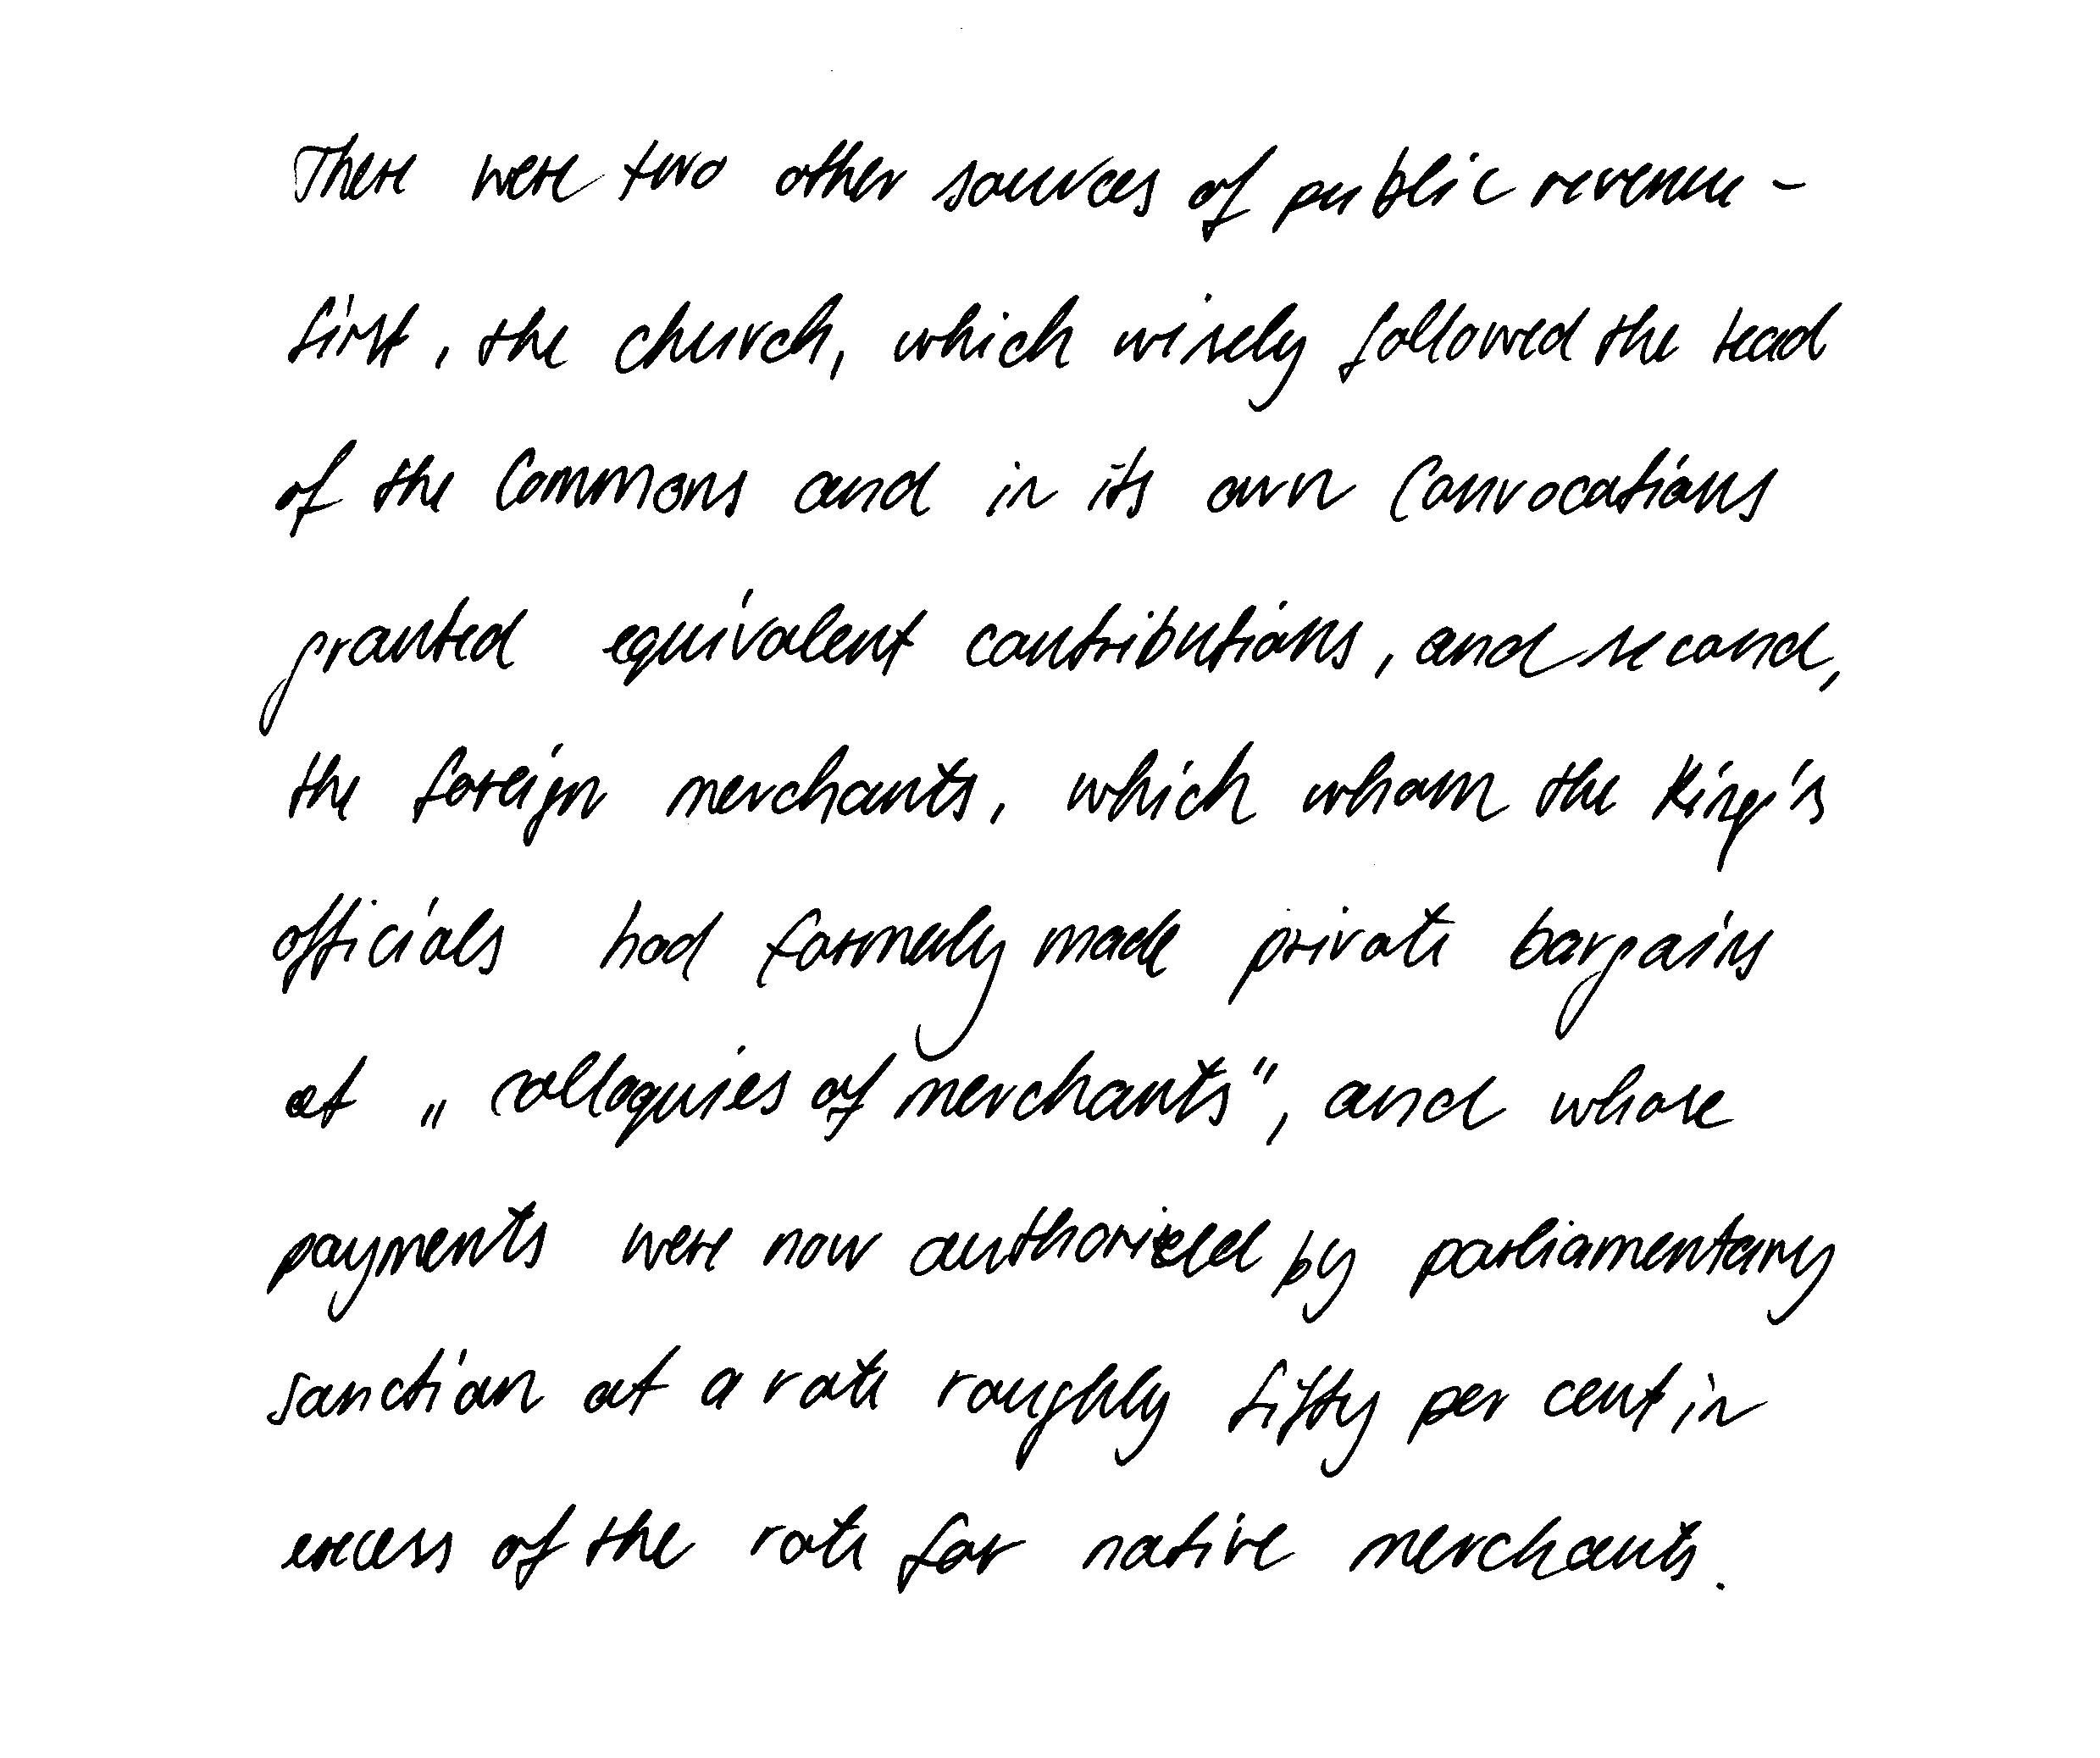 There were two other sources of public revenue -
first, the church, which wisely followed the lead
of the Commons and in its own Convocations
granted equivalent contributions, and second,
the foreign merchants, which whom the King's
officials had formerly made private bargains
at „colloquies of merchants", and whose
payments were now authorized by parliamentary
sanction at a rate roughly fifty per cent in
excess of the rate for native merchants.